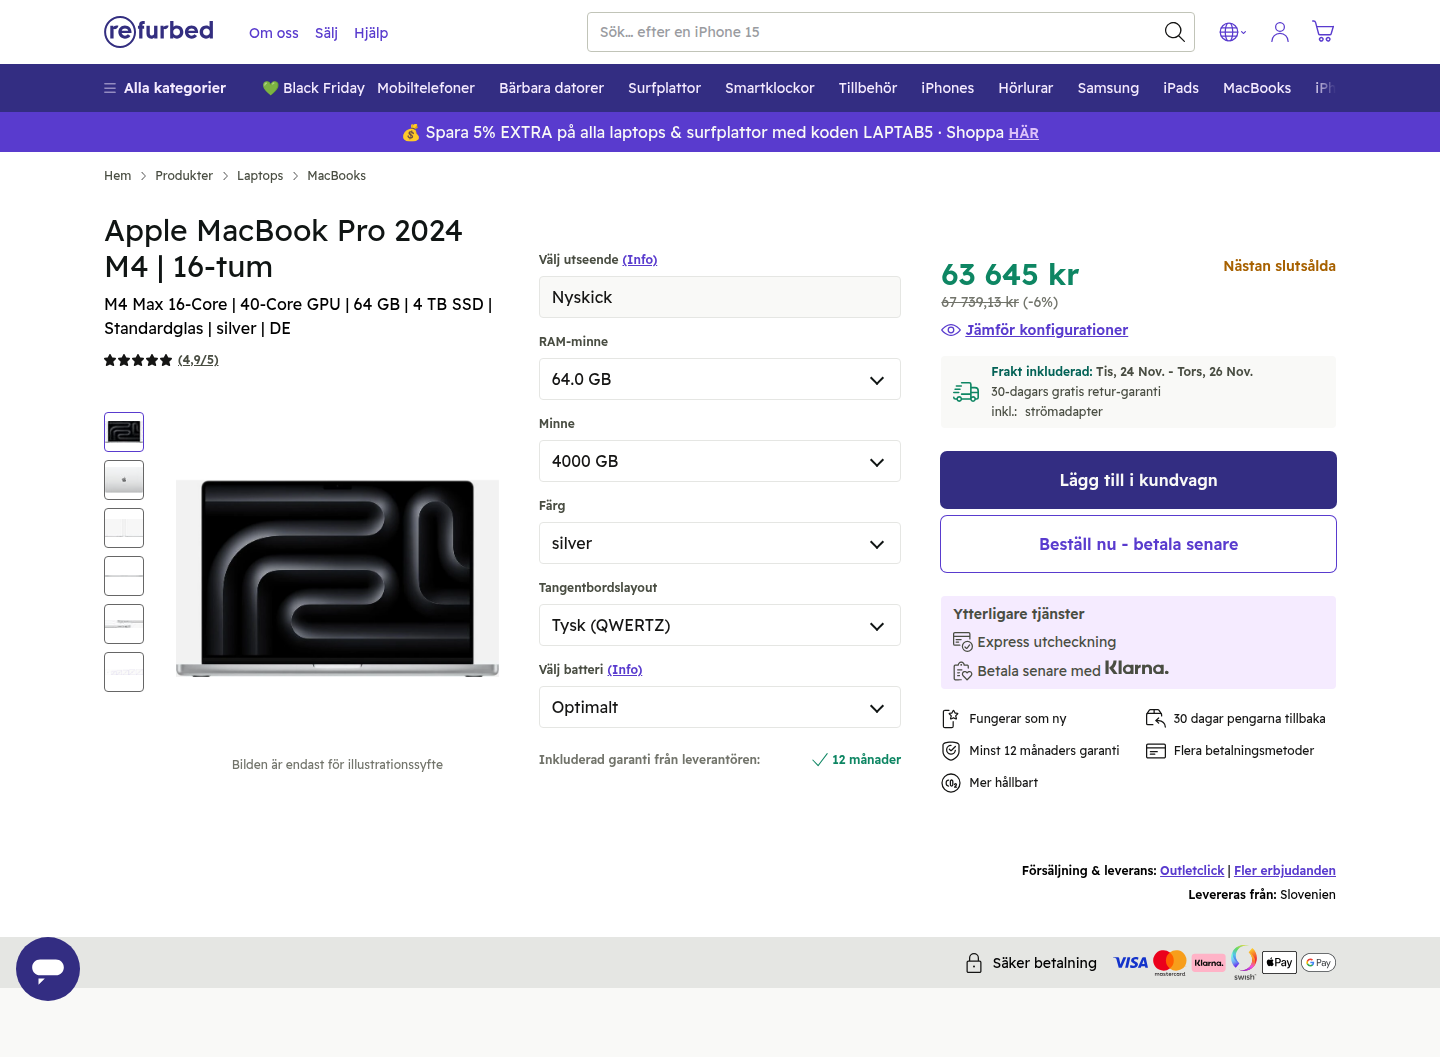 refurbed
Om oss
Sälj
Hjälp
Sök... efter en iPhone 15
Alla kategorier
💚 Black Friday
Mobiltelefoner
Bärbara datorer
Surfplattor
Smartklockor
Tillbehör
iPhones
Hörlurar
Samsung
iPads
MacBooks
iPh
💰 Spara 5% EXTRA på alla laptops & surfplattor med koden LAPTAB5 · Shoppa HÄR
Hem
Produkter
Laptops
MacBooks
Apple MacBook Pro 2024
M4 | 16-tum
M4 Max 16-Core | 40-Core GPU | 64 GB | 4 TB SSD |
Standardglas | silver | DE
(4,9/5)
Bilden är endast för illustrationssyfte
Välj utseende (Info)
Nyskick
RAM-minne
64.0 GB
Minne
4000 GB
Färg
silver
Tangentbordslayout
Tysk (QWERTZ)
Välj batteri (Info)
Optimalt
Inkluderad garanti från leverantören:
12 månader
63 645 kr
Nästan slutsålda
67 739,13 kr (-6%)
Jämför konfigurationer
Frakt inkluderad: Tis, 24 Nov. - Tors, 26 Nov.
30-dagars gratis retur-garanti
inkl.: strömadapter
Lägg till i kundvagn
Beställ nu - betala senare
Ytterligare tjänster
Express utcheckning
Betala senare med Klarna.
Fungerar som ny
30 dagar pengarna tillbaka
Minst 12 månaders garanti
Flera betalningsmetoder
Mer hållbart
Försäljning & leverans: Outletclick | Fler erbjudanden
Levereras från: Slovenien
Säker betalning
VISA
mastercard
Klarna.
swish
Pay
G Pay